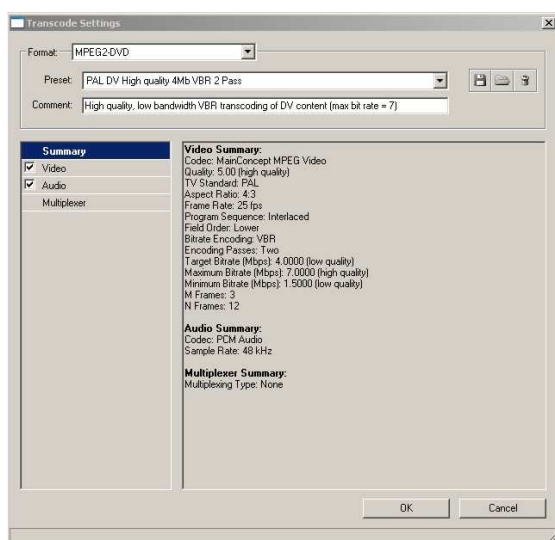 Transcode Settings
Format: MPEG2-DVD
Preset: PAL DV High quality 4Mb VBR 2 Pass
Comment: High quality, low bandwidth VBR transcoding of DV content (max bit rate = 7)
Summary
Video
Audio
Multiplexer
Video Summary:
Codec: MainConcept MPEG Video
Quality: 5.00 (high quality)
TV Standard: PAL
Aspect Ratio: 4:3
Frame Rate: 25 fps
Program Sequence: Interlaced
Field Order: Lower
Bitrate Encoding: VBR
Encoding Passes: Two
Target Bitrate (Mbps): 4.0000 (low quality)
Maximum Bitrate (Mbps): 7.0000 (high quality)
Minimum Bitrate (Mbps): 1.5000 (low quality)
M Frames: 3
N Frames: 12
Audio Summary:
Codec: PCM Audio
Sample Rate: 48 kHz
Multiplexer Summary:
Multiplexing Type: None
OK Cancel